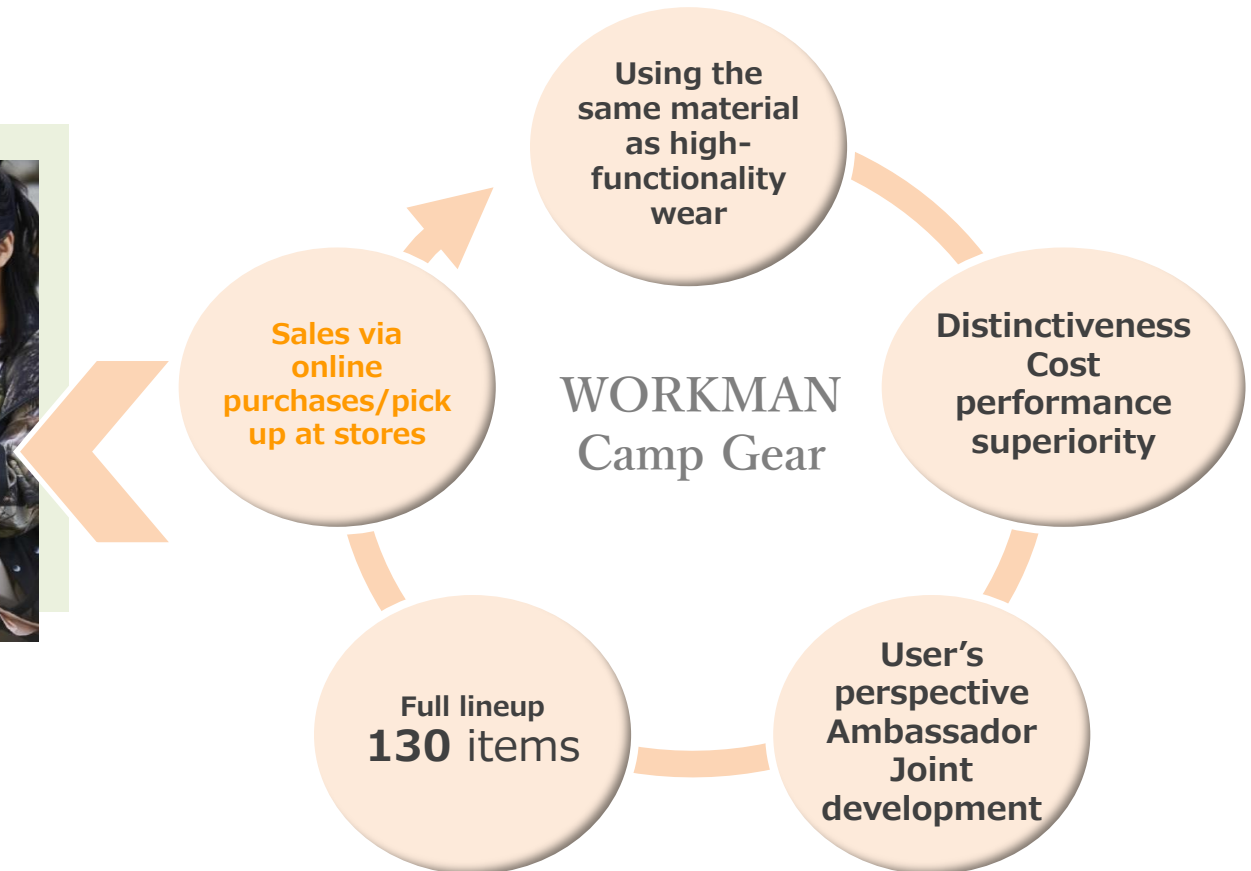 Using the
same material
as high-
functionality
wear
Distinctiveness
Cost
performance
superiority
User’s
perspective
Ambassador
Joint
development
Full lineup
130 items
Sales via
online
purchases/pick
up at stores
WORKMAN
Camp Gear